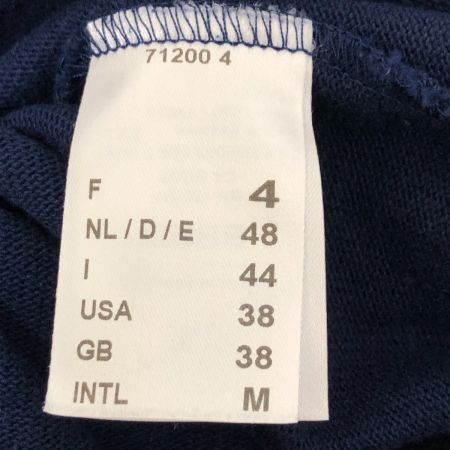 71200 4
F 4
NL / D / E 48
I 44
USA 38
GB 38
INTL M